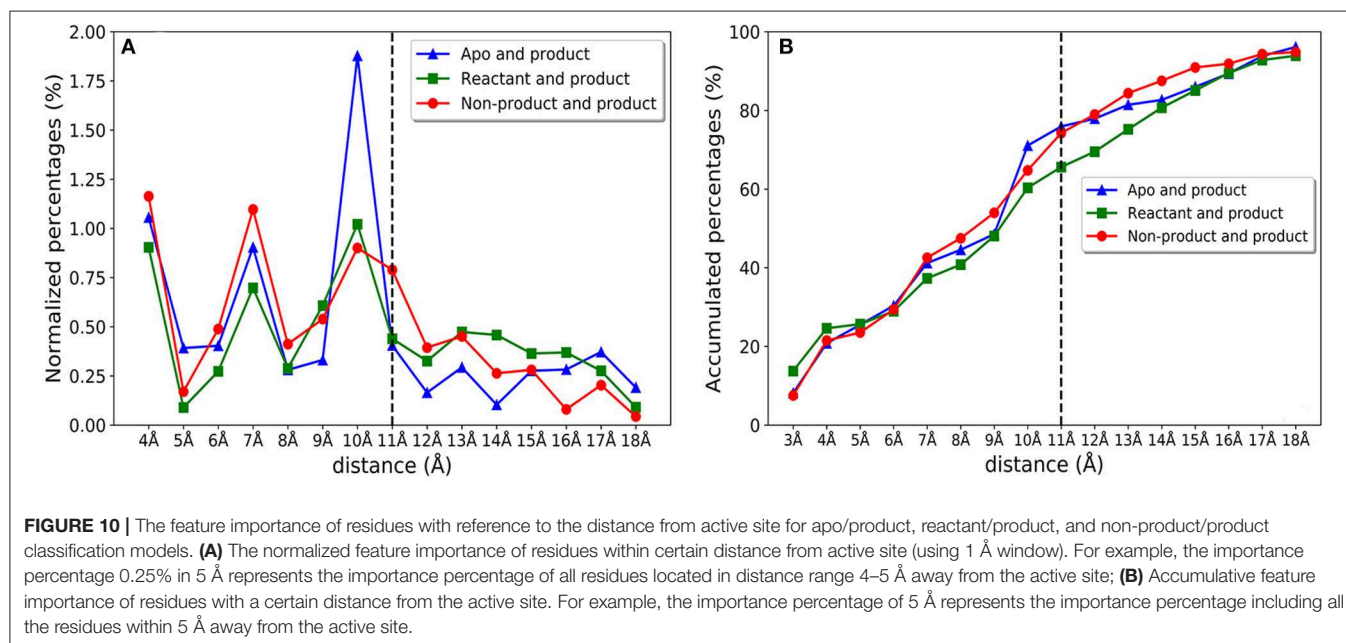 A
Apo and product
Reactant and product
Non-product and product
Normalized percentages (%)
2.00
1.75
1.50
1.25
1.00
0.75
0.50
0.25
0.00
4Å 5Å 6Å 7Å 8Å 9Å 10Å 11Å 12Å 13Å 14Å 15Å 16Å 17Å 18Å
distance (Å)
B
Apo and product
Reactant and product
Non-product and product
Accumulated percentages (%)
100
80
60
40
20
0
3Å 4Å 5Å 6Å 7Å 8Å 9Å 10Å 11Å 12Å 13Å 14Å 15Å 16Å 17Å 18Å
distance (Å)
FIGURE 10 | The feature importance of residues with reference to the distance from active site for apo/product, reactant/product, and non-product/product
classification models. (A) The normalized feature importance of residues within certain distance from active site (using 1 Å window). For example, the importance
percentage 0.25% in 5 Å represents the importance percentage of all residues located in distance range 4–5 Å away from the active site; (B) Accumulative feature
importance of residues with a certain distance from the active site. For example, the importance percentage of 5 Å represents the importance percentage including all
the residues within 5 Å away from the active site.